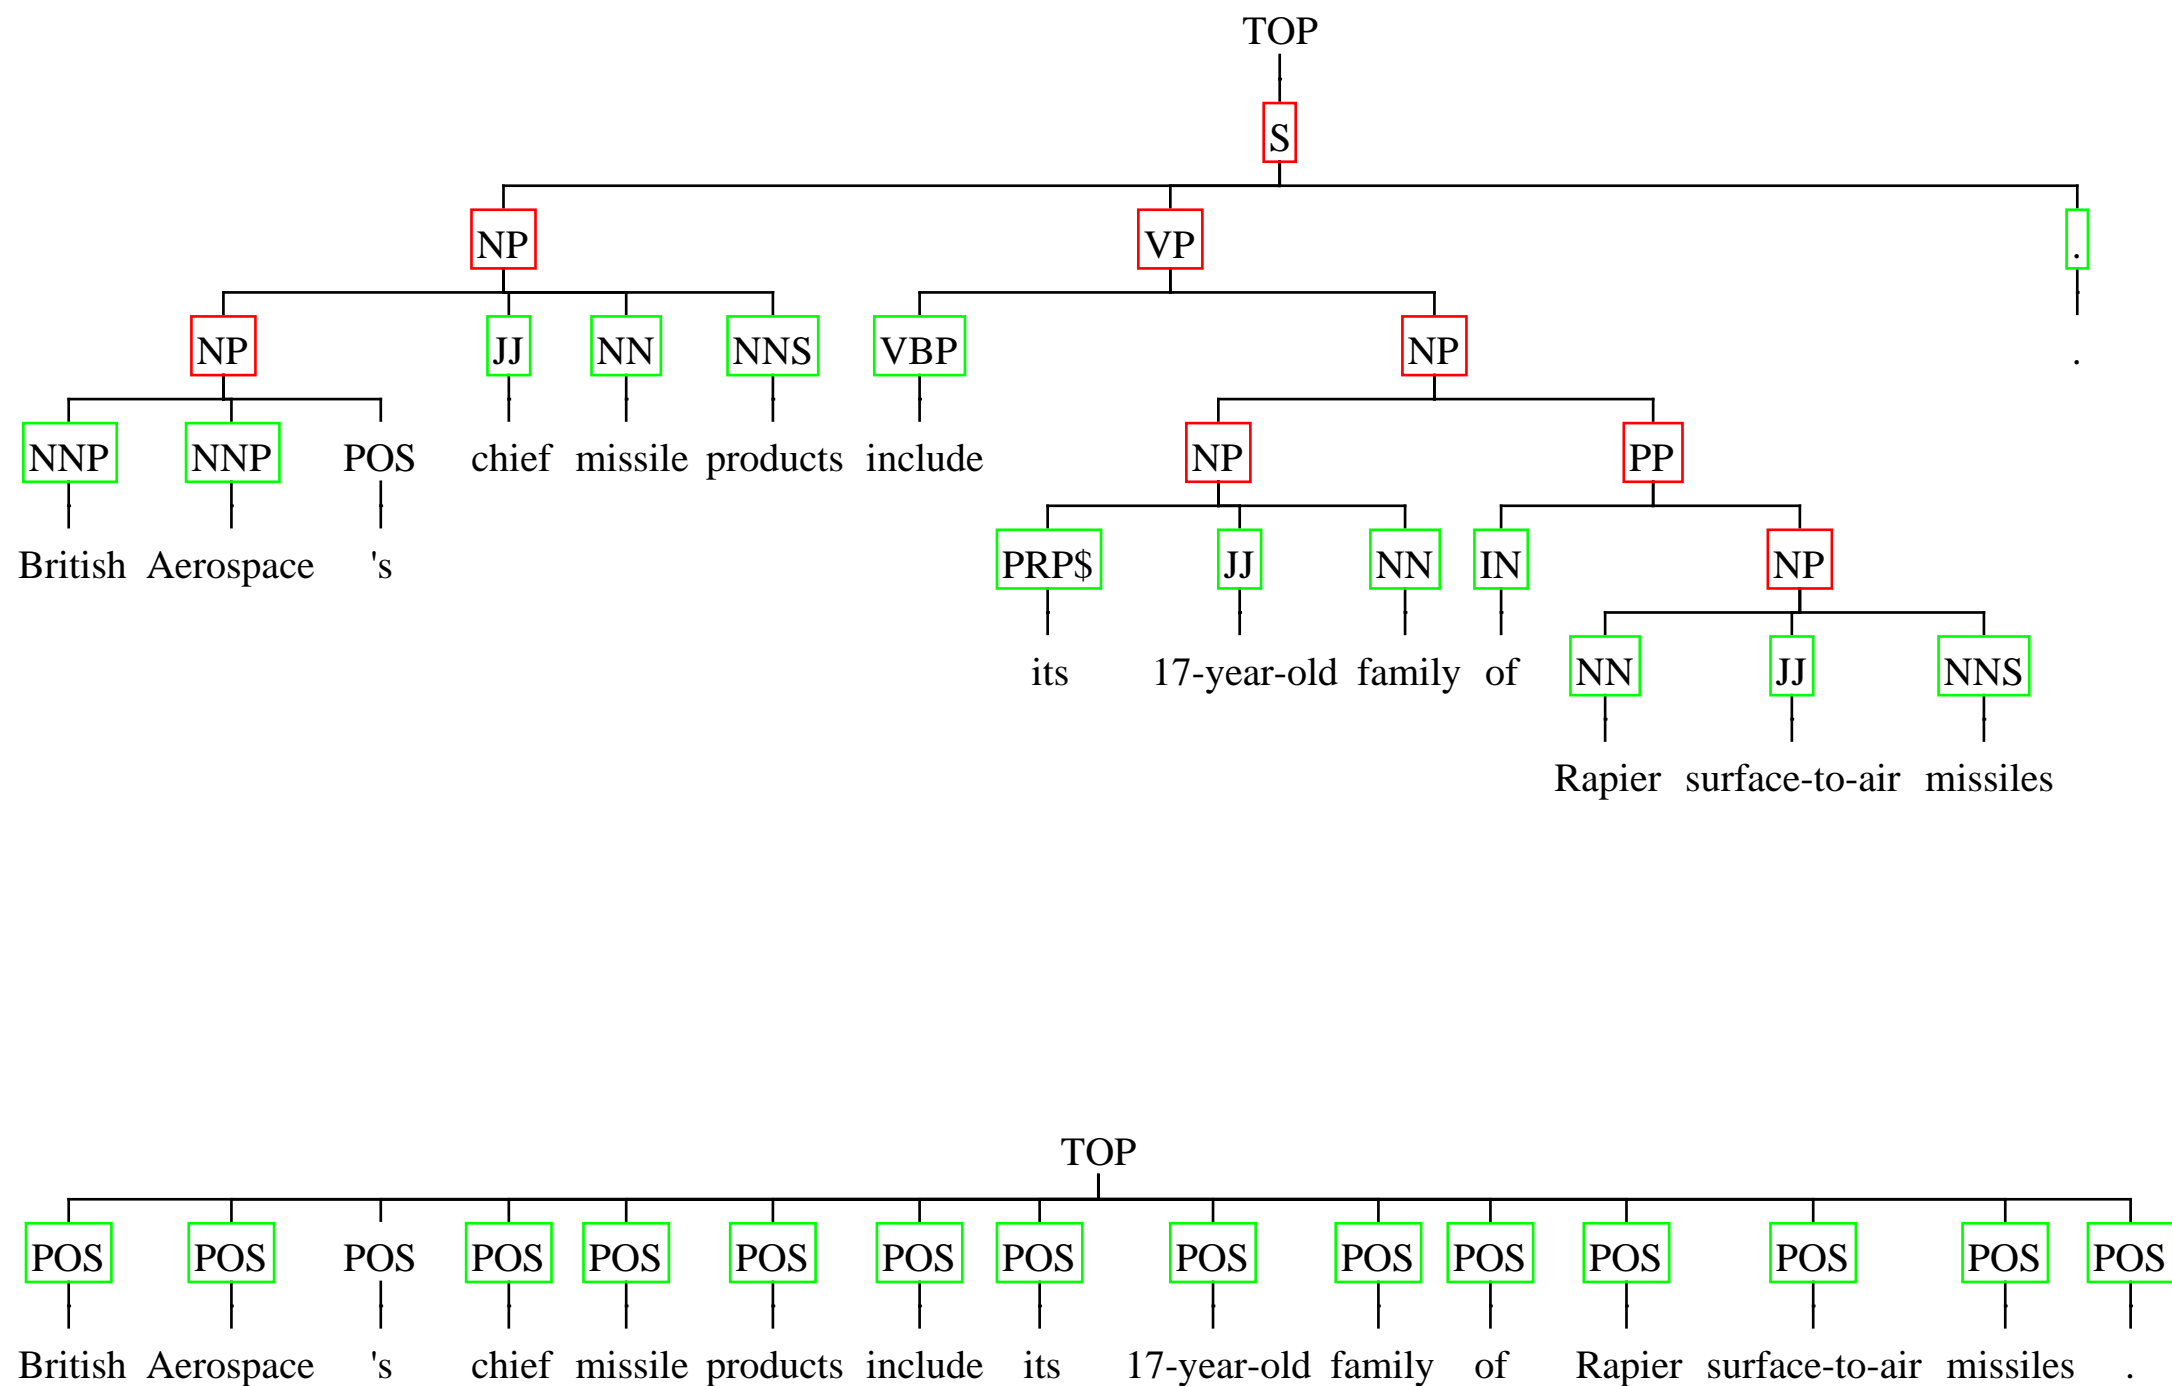 TOP
S
NP VP .
NP JJ NN NNS VBP NP .
NNP NNP POS chief missile products include NP PP
British Aerospace 's PRP$ JJ NN IN NP
its 17-year-old family of NN JJ NNS
Rapier surface-to-air missiles
TOP
POS POS POS POS POS POS POS POS POS POS POS POS POS POS POS
British Aerospace 's chief missile products include its 17-year-old family of Rapier surface-to-air missiles .